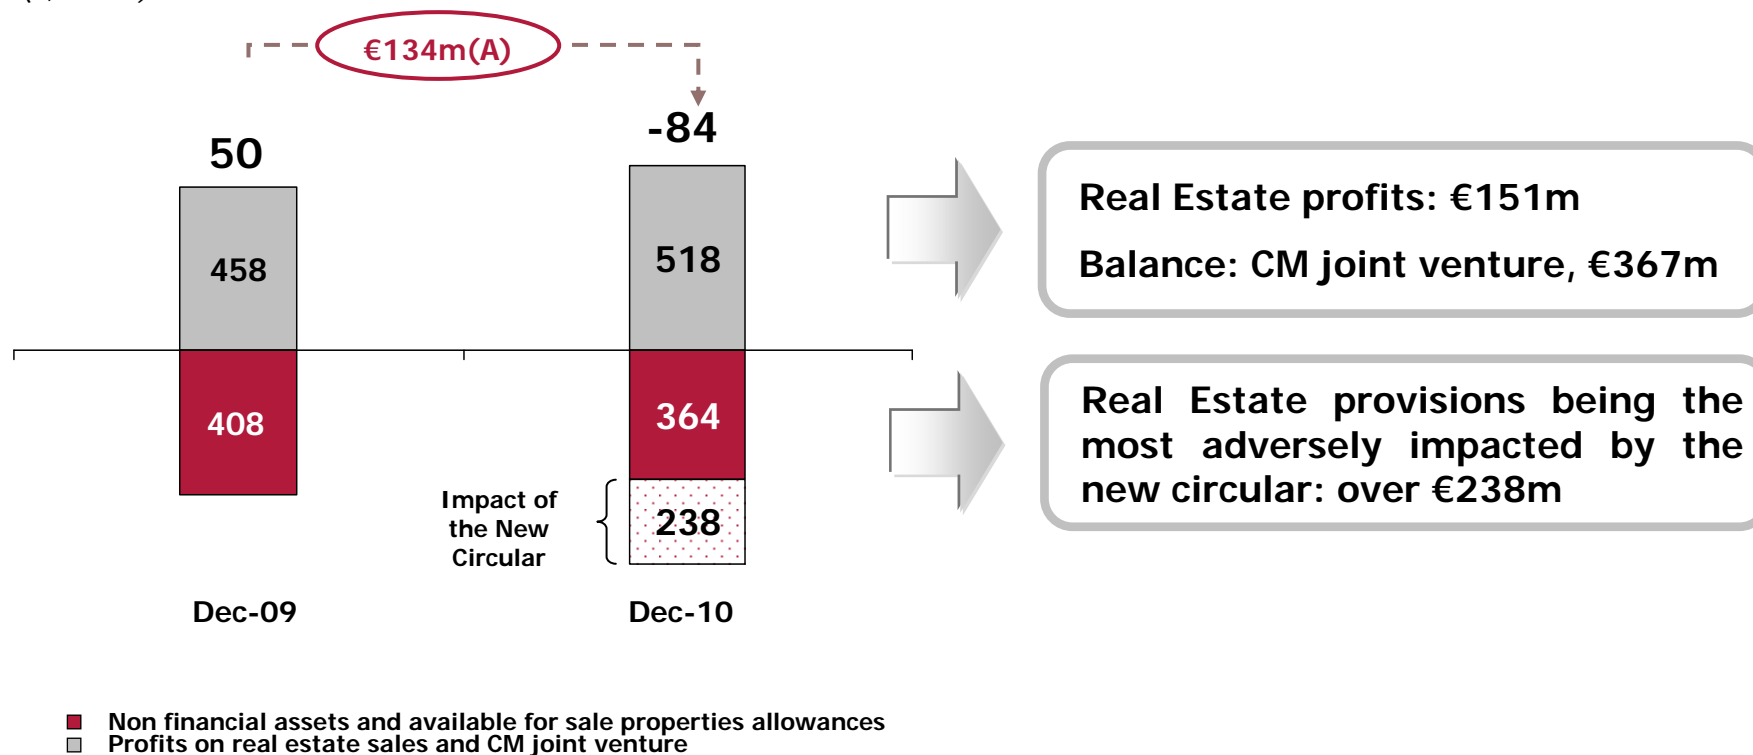 €134m(A)
50
-84
458
518
408
364
238
Impact of
the New
Circular
Dec-09
Dec-10
Real Estate profits: €151m
Balance: CM joint venture, €367m
Real Estate provisions being the
most adversely impacted by the
new circular: over €238m
Non financial assets and available for sale properties allowances
Profits on real estate sales and CM joint venture